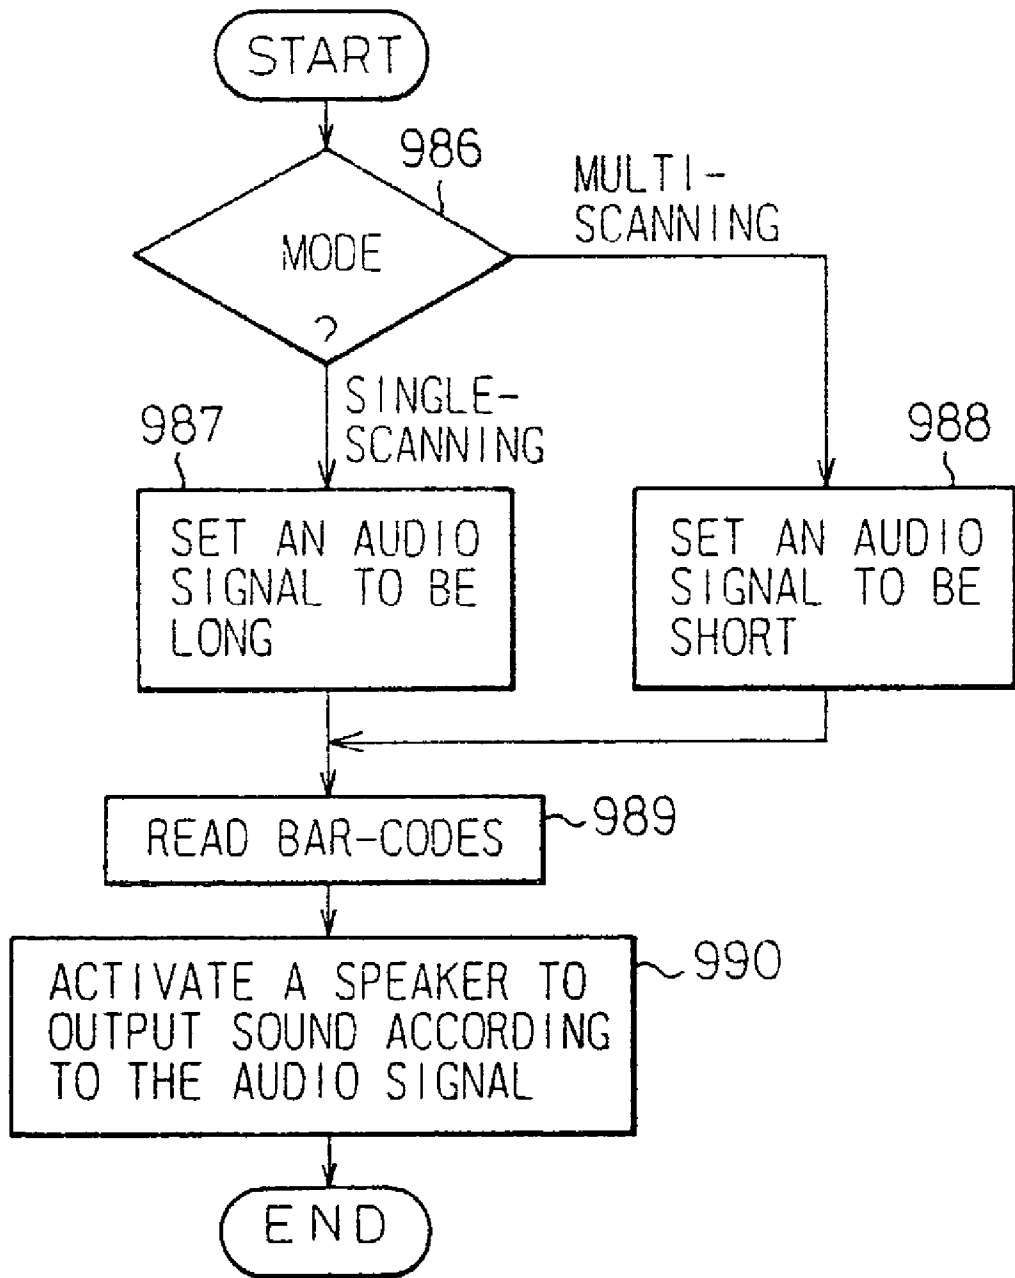 START
986
MODE
?
MULTI-
SCANNING
SINGLE-
SCANNING
987
SET AN AUDIO
SIGNAL TO BE
LONG
988
SET AN AUDIO
SIGNAL TO BE
SHORT
READ BAR-CODES
989
ACTIVATE A SPEAKER TO
OUTPUT SOUND ACCORDING
TO THE AUDIO SIGNAL
990
END